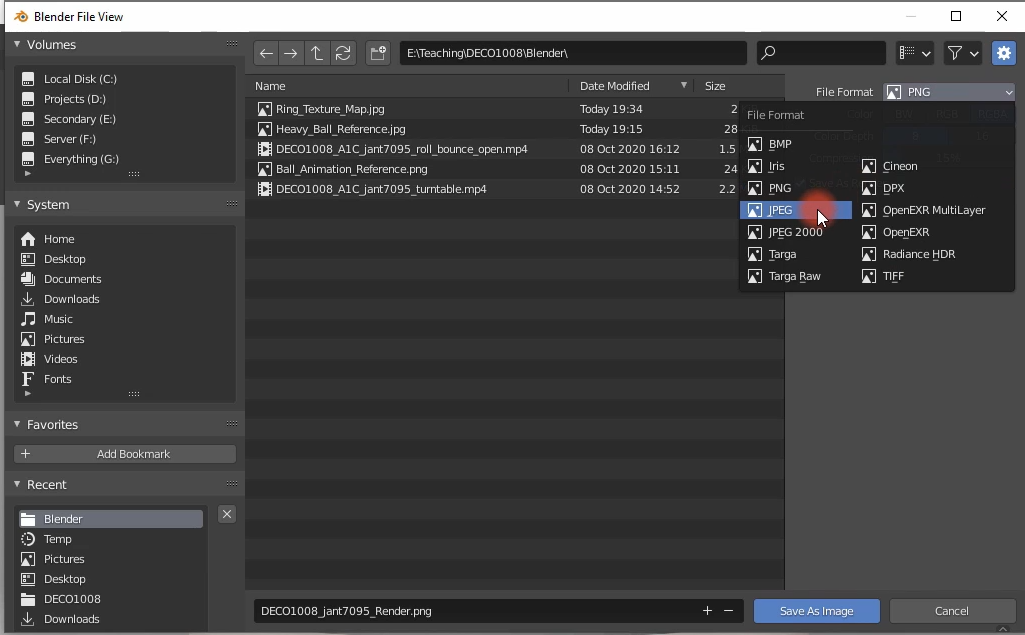 Blender File View
Volumes
Local Disk (C:)
Projects (D:)
Secondary (E:)
Server (F:)
Everything (G:)
System
Home
Desktop
Documents
Downloads
Music
Pictures
Videos
Fonts
Favorites
Add Bookmark
Recent
Blender
Temp
Pictures
Desktop
DECO1008
Downloads
E:\Teaching\DECO1008\Blender\
Name Date Modified Size
Ring_Texture_Map.jpg Today 19:34 2
Heavy_Ball_Reference.jpg Today 19:15 28
DECO1008_A1C_jant7095_roll_bounce_open.mp4 08 Oct 2020 16:12 1.5
Ball_Animation_Reference.png 08 Oct 2020 15:11 24
DECO1008_A1C_jant7095_turntable.mp4 08 Oct 2020 14:52 2.2
File Format PNG
File Format
BMP
Iris
PNG
JPEG
JPEG 2000
Targa
Targa Raw
Cineon
DPX
OpenEXR MultiLayer
OpenEXR
Radiance HDR
TIFF
DECO1008_jant7095_Render.png
Save As Image
Cancel